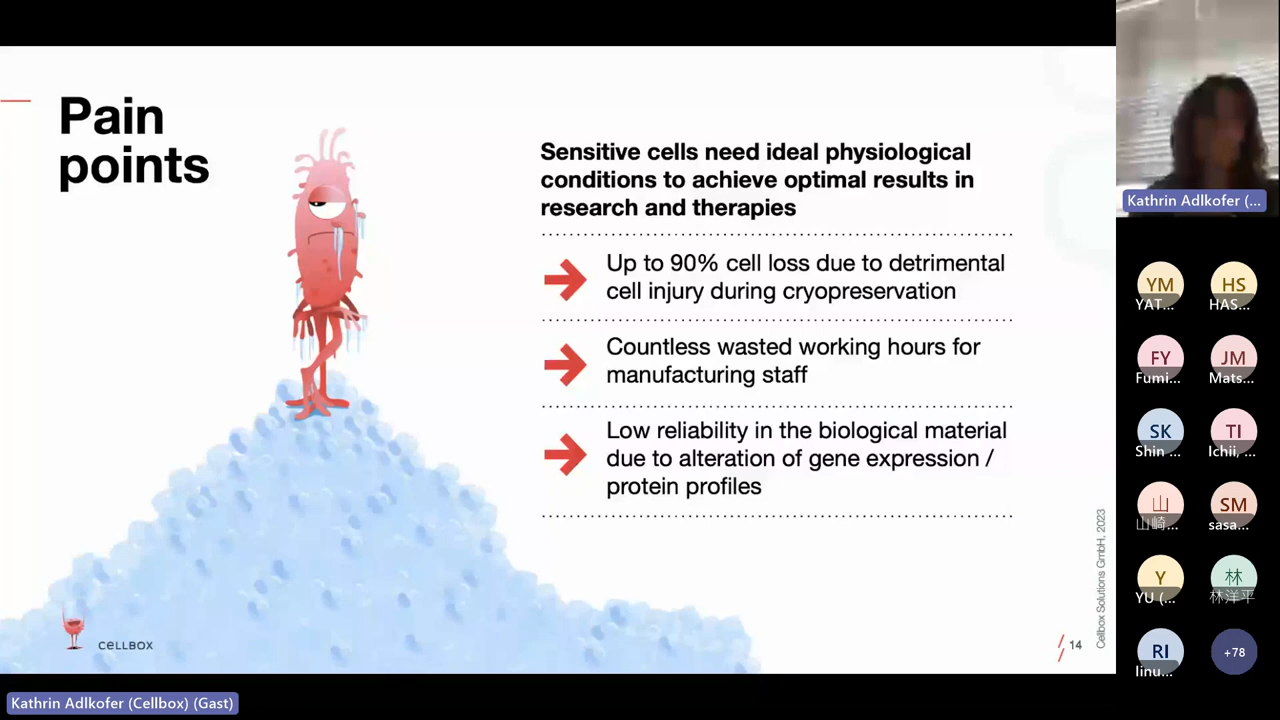 Pain
points
Sensitive cells need ideal physiological
conditions to achieve optimal results in
research and therapies
Up to 90% cell loss due to detrimental
cell injury during cryopreservation
Countless wasted working hours for
manufacturing staff
Low reliability in the biological material
due to alteration of gene expression /
protein profiles
Cellbox Solutions GmbH, 2023
14
CELLBOX
Kathrin Adlkofer (Cellbox) (Gast)
Kathrin Adlkofer (...
YM
YAT...
HS
HAS...
FY
Fumi...
JM
Mats...
SK
Shin ...
TI
Ichii, ...
山
山崎...
SM
sasa...
Y
YU (...
林
林洋平
RI
Iinu...
+78